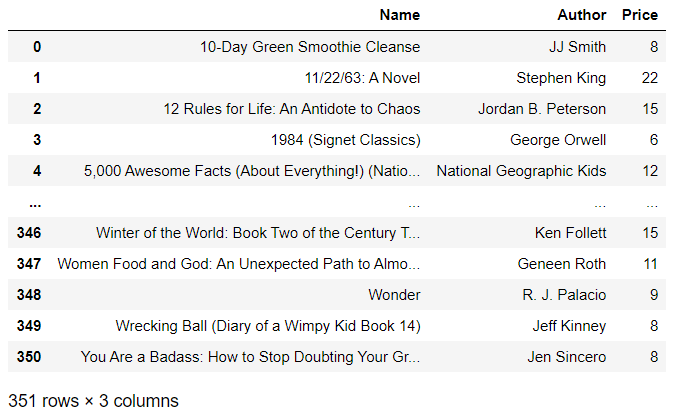 Name Author Price
0 10-Day Green Smoothie Cleanse JJ Smith 8
1 11/22/63: A Novel Stephen King 22
2 12 Rules for Life: An Antidote to Chaos Jordan B. Peterson 15
3 1984 (Signet Classics) George Orwell 6
4 5,000 Awesome Facts (About Everything!) (Natio... National Geographic Kids 12
... ... ... ...
346 Winter of the World: Book Two of the Century T... Ken Follett 15
347 Women Food and God: An Unexpected Path to Almo... Geneen Roth 11
348 Wonder R. J. Palacio 9
349 Wrecking Ball (Diary of a Wimpy Kid Book 14) Jeff Kinney 8
350 You Are a Badass: How to Stop Doubting Your Gr... Jen Sincero 8
351 rows × 3 columns